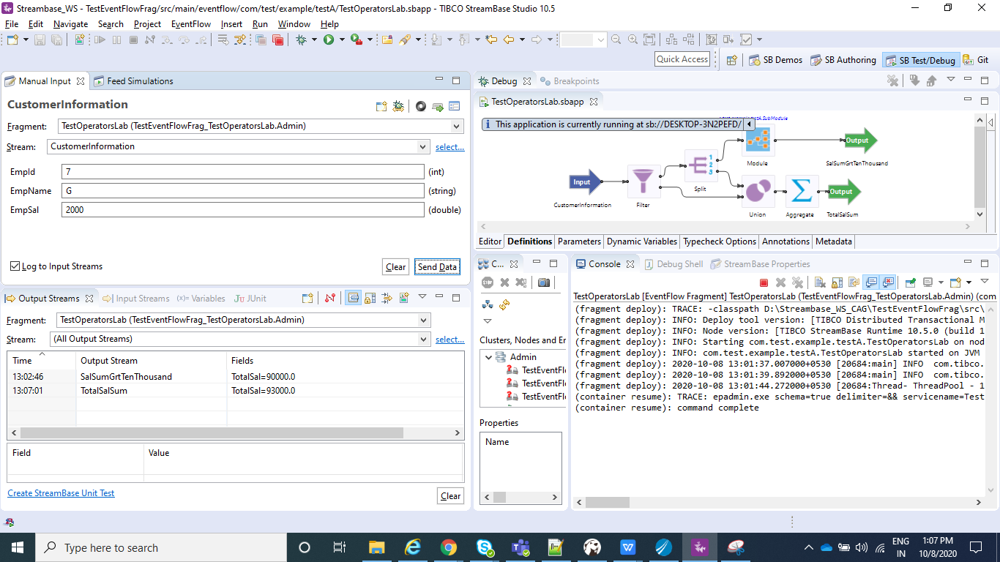 Streambase_WS - TestEventFlowFrag/src/main/eventflow/com/test/example/testA/TestOperatorsLab.sbapp - TIBCO StreamBase Studio 10.5
File Edit Navigate Search Project EventFlow Insert Run Window Help
Quick Access SB Demos SB Authoring SB Test/Debug Git
Manual Input Feed Simulations
CustomerInformation
Fragment: TestOperatorsLab (TestEventFlowFrag_TestOperatorsLab.Admin)
Stream: CustomerInformation select...
EmpId 7 (int)
EmpName G (string)
EmpSal 2000 (double)
Log to Input Streams Clear Send Data
Debug Breakpoints
TestOperatorsLab.sbapp
This application is currently running at sb://DESKTOP-3N2PEFD/
SubModule
Output
Module SalSumGrtTenThousand
1
2
3
Input Split Output
CustomerInformation Filter Union Aggregate TotalSalSum
Editor Definitions Parameters Dynamic Variables Typecheck Options Annotations Metadata
Output Streams Input Streams (x)= Variables JU JUnit
Fragment: TestOperatorsLab (TestEventFlowFrag_TestOperatorsLab.Admin)
Stream: (All Output Streams) select...
Time Output Stream Fields
13:02:46 SalSumGrtTenThousand TotalSal=90000.0
13:07:01 TotalSalSum TotalSal=93000.0
Field Value
Create StreamBase Unit Test Clear
C...
STOP
Clusters, Nodes and Er
Admin
TestEventFl
TestEventFl
TestEventFl
Properties
Name
Console Debug Shell StreamBase Properties
TestOperatorsLab [EventFlow Fragment] TestOperatorsLab (TestEventFlowFrag_TestOperatorsLab.Admin) (com
(fragment deploy): TRACE: -classpath D:\Streambase_WS_CAG\TestEventFlowFrag\src\
(fragment deploy): INFO: Deploy tool version: [TIBCO Distributed Transactional M
(fragment deploy): INFO: Node version: [TIBCO StreamBase Runtime 10.5.0 (build 1
(fragment deploy): INFO: Starting com.test.example.testA.TestOperatorsLab on nod
(fragment deploy): INFO: com.test.example.testA.TestOperatorsLab started on JVM
(fragment deploy): 2020-10-08 13:01:37.007000+0530 [20684:main] INFO com.tibco.
(fragment deploy): 2020-10-08 13:01:39.892000+0530 [20684:main] INFO com.tibco.
(fragment deploy): 2020-10-08 13:01:44.272000+0530 [20684:Thread- ThreadPool - 1
(container resume): TRACE: epadmin.exe schema=true delimiter=&& servicename=Test
(container resume): command complete
Type here to search
ENG
IN
1:07 PM
10/8/2020